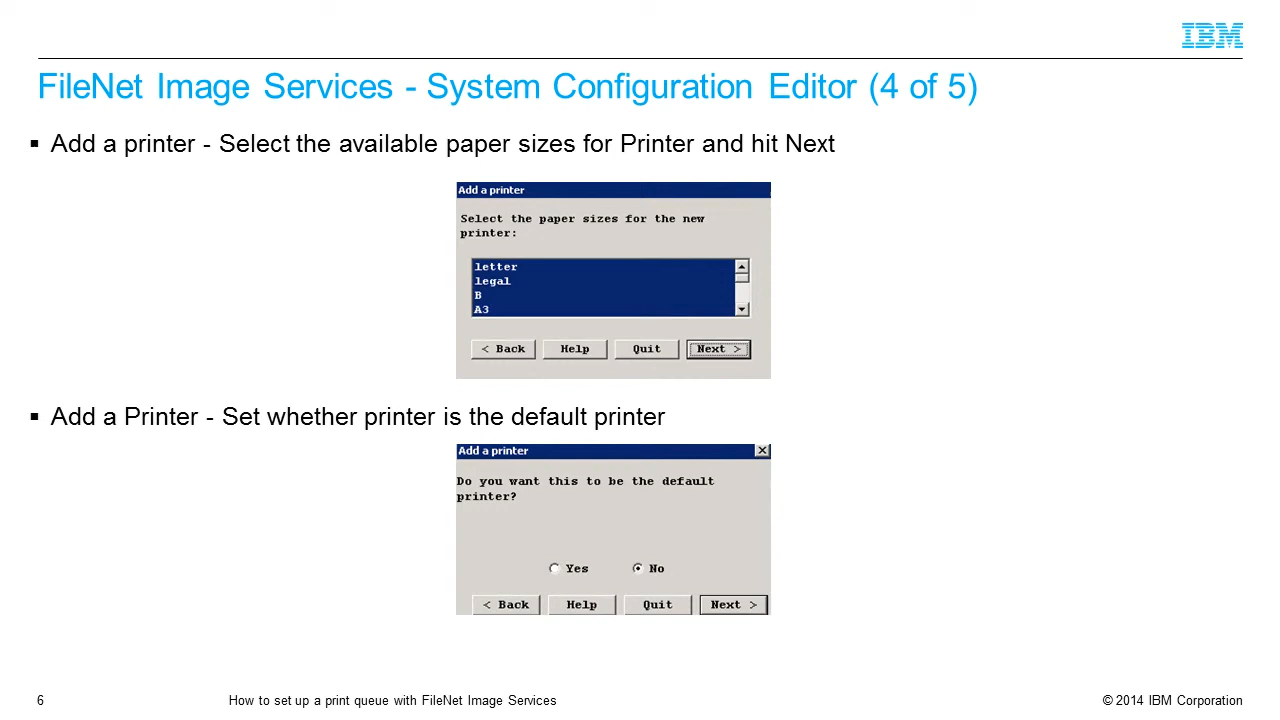 IBM
FileNet Image Services - System Configuration Editor (4 of 5)
▪ Add a printer - Select the available paper sizes for Printer and hit Next
Add a printer
Select the paper sizes for the new
printer:
letter
legal
B
A3
< Back Help Quit Next >
▪ Add a Printer - Set whether printer is the default printer
Add a printer
Do you want this to be the default
printer?
Yes No
< Back Help Quit Next >
6 How to set up a print queue with FileNet Image Services © 2014 IBM Corporation